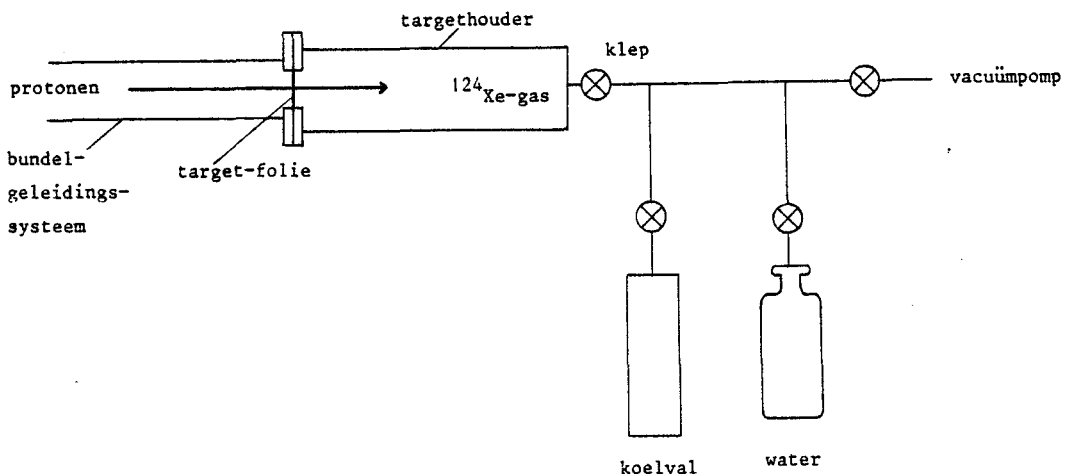 targethouder
klep
protonen
¹²⁴Xe-gas
vacuümpomp
bundel-
geleidings-
systeem
target-folie
koelval
water